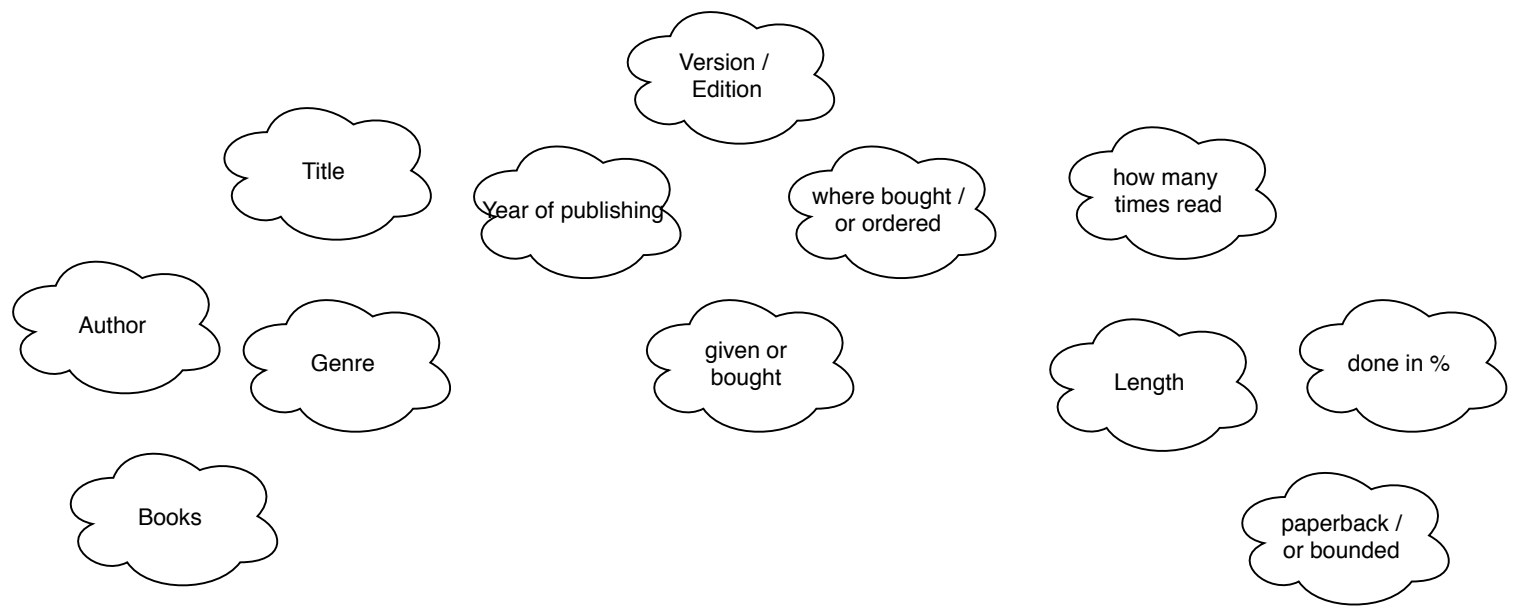 Version /
Edition
Title
Year of publishing
where bought /
or ordered
how many
times read
Author
Genre
given or
bought
Length
done in %
Books
paperback /
or bounded